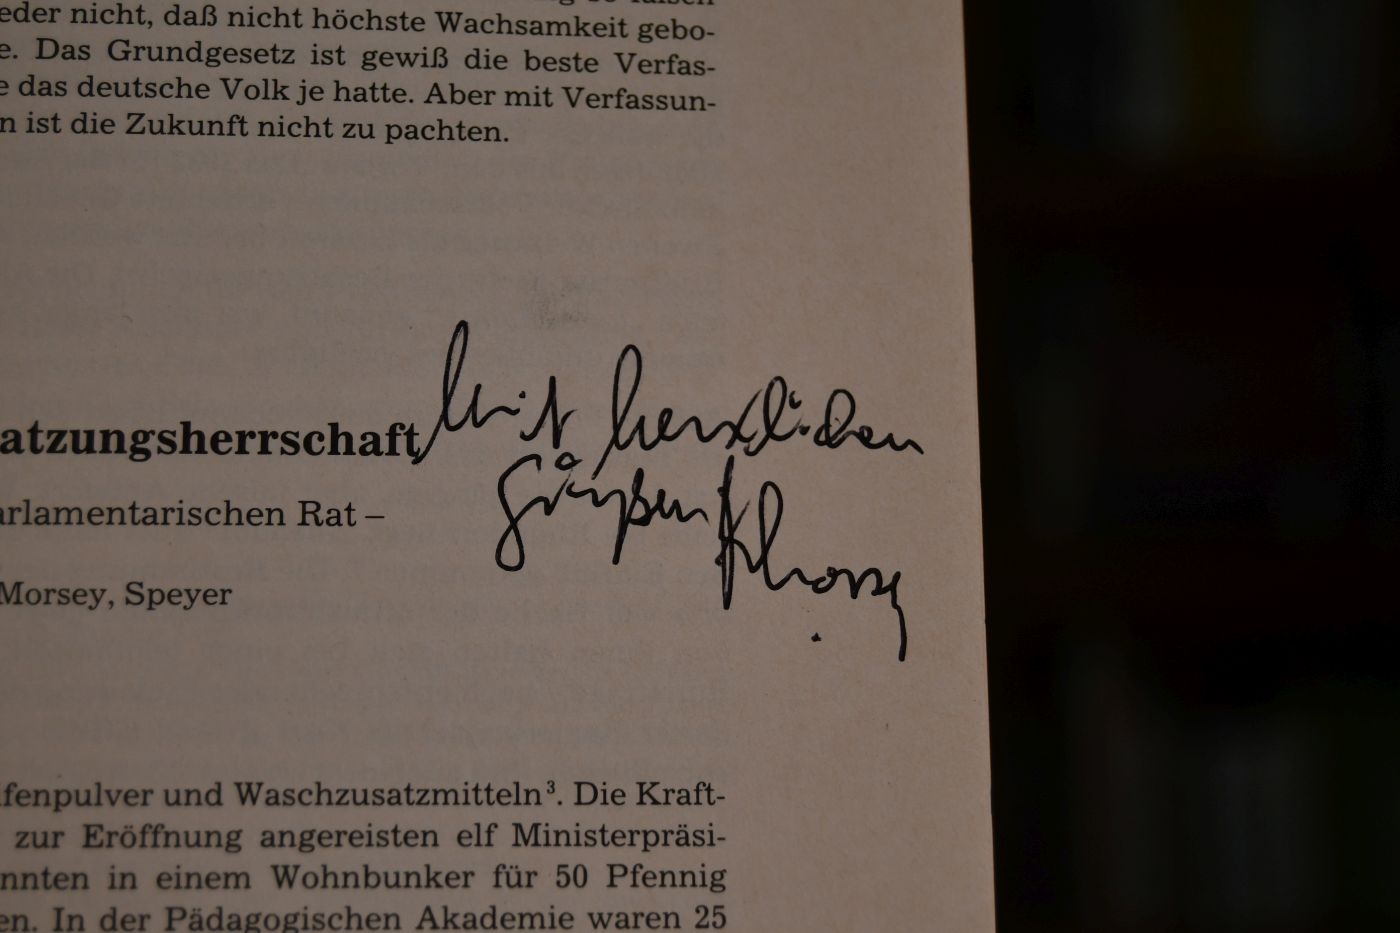 eder nicht, daß nicht höchste Wachsamkeit gebo-
e. Das Grundgesetz ist gewiß die beste Verfas-
e das deutsche Volk je hatte. Aber mit Verfassun-
n ist die Zukunft nicht zu pachten.
atzungsherrschaft
Mit herzlichen
Grüßen
arlamentarischen Rat –
Morsey, Speyer
ifenpulver und Waschzusatzmitteln³. Die Kraft-
zur Eröffnung angereisten elf Ministerpräsi-
nnten in einem Wohnbunker für 50 Pfennig
en. In der Pädagogischen Akademie waren 25